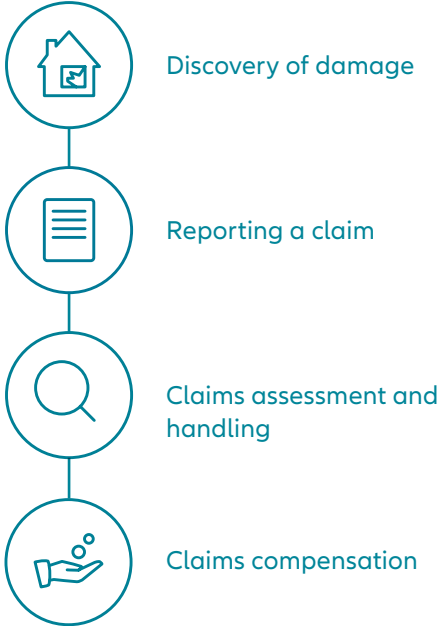 Discovery of damage
Reporting a claim
Claims assessment and
handling
Claims compensation